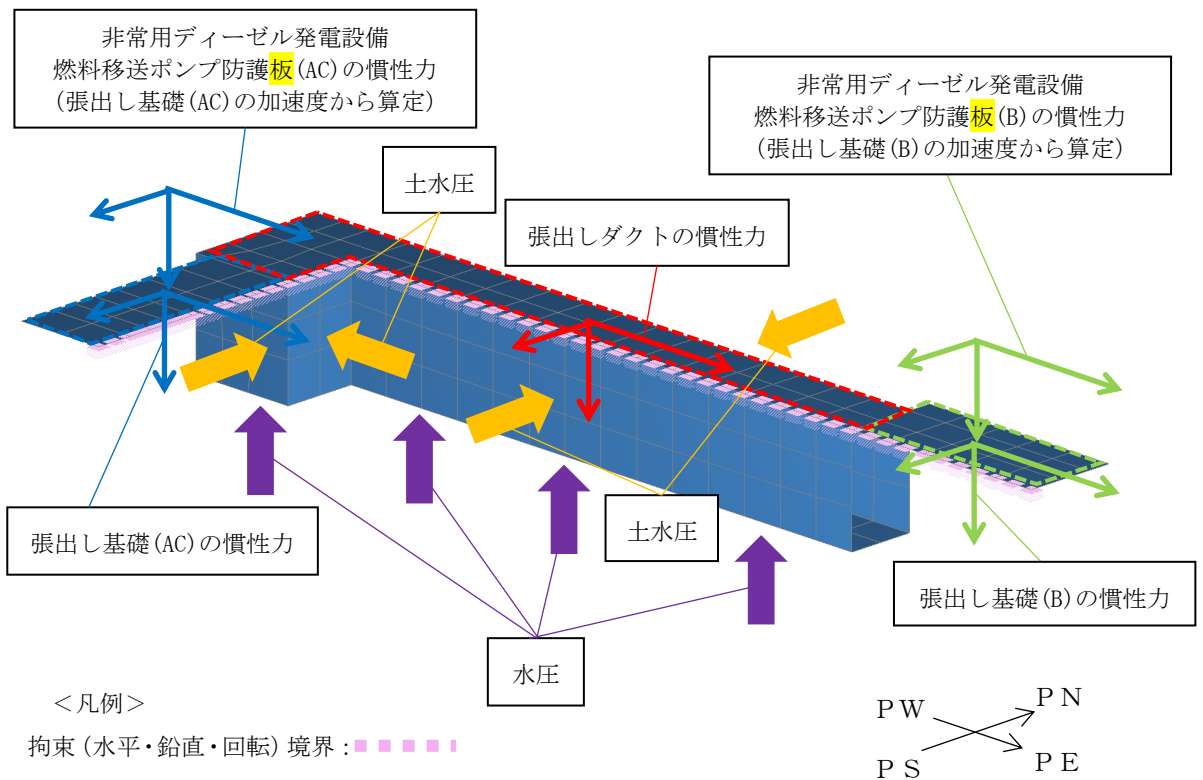 非常用ディーゼル発電設備
燃料移送ポンプ防護板(AC)の慣性力
(張出し基礎(AC)の加速度から算定)
非常用ディーゼル発電設備
燃料移送ポンプ防護板(B)の慣性力
(張出し基礎(B)の加速度から算定)
土水圧
張出しダクトの慣性力
張出し基礎(AC)の慣性力
土水圧
張出し基礎(B)の慣性力
水圧
＜凡例＞
拘束(水平・鉛直・回転)境界：
ＰＷ
ＰＮ
ＰＳ
ＰＥ